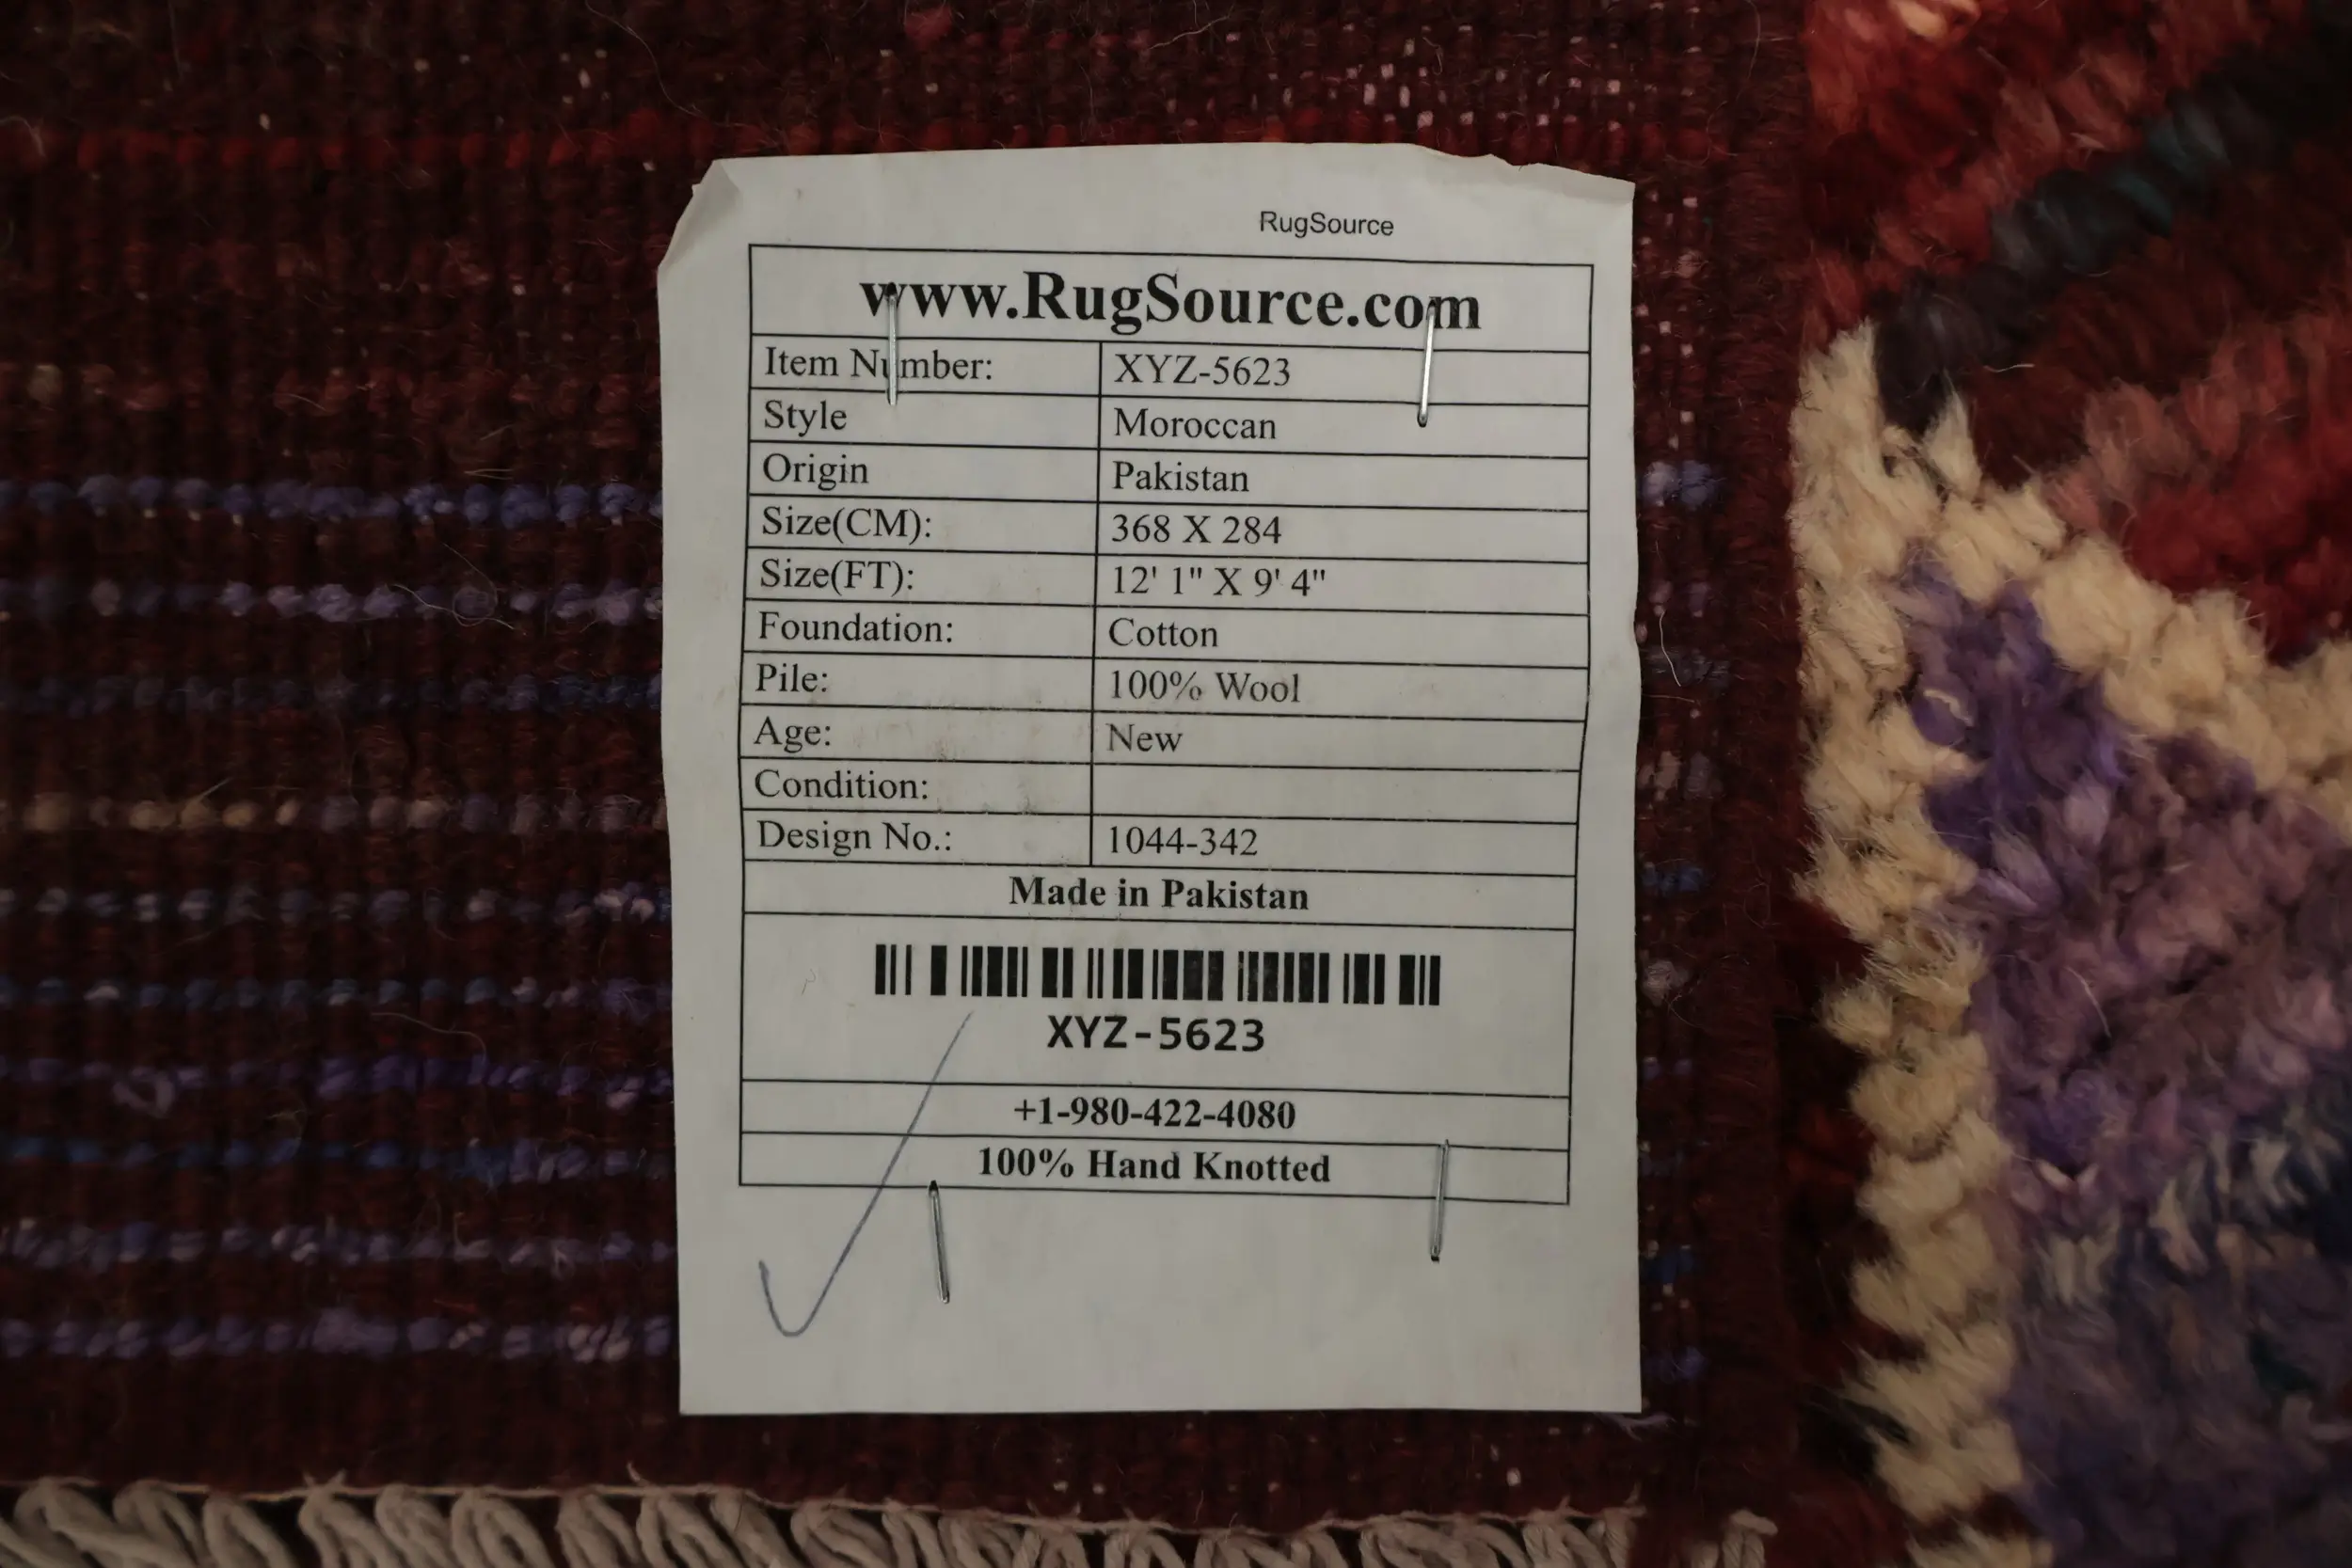 RugSource
www.RugSource.com
Item Number: XYZ-5623
Style Moroccan
Origin Pakistan
Size(CM): 368 X 284
Size(FT): 12' 1" X 9' 4"
Foundation: Cotton
Pile: 100% Wool
Age: New
Condition:
Design No.: 1044-342
Made in Pakistan
XYZ-5623
+1-980-422-4080
100% Hand Knotted